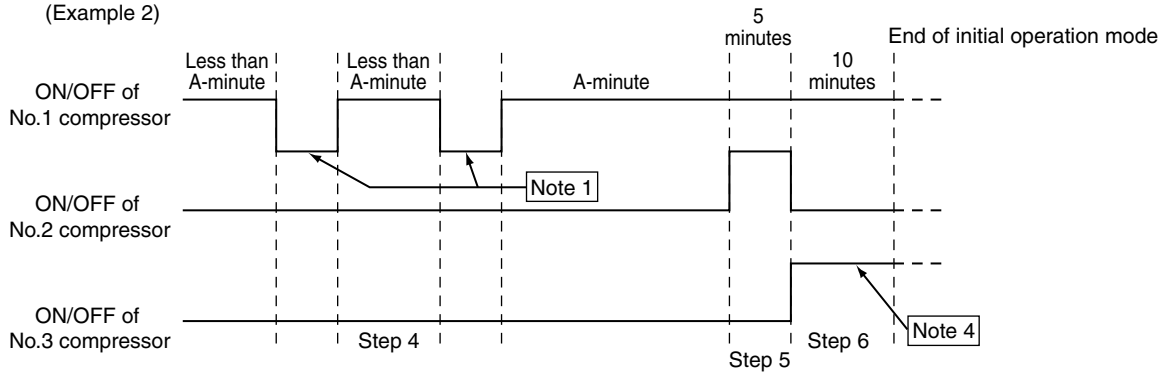 (Example 2)
5
minutes
End of initial operation mode
Less than
A-minute
Less than
A-minute
A-minute
10
minutes
ON/OFF of
No.1 compressor
Note 1
ON/OFF of
No.2 compressor
ON/OFF of
No.3 compressor
Step 4
Step 5
Step 6
Note 4